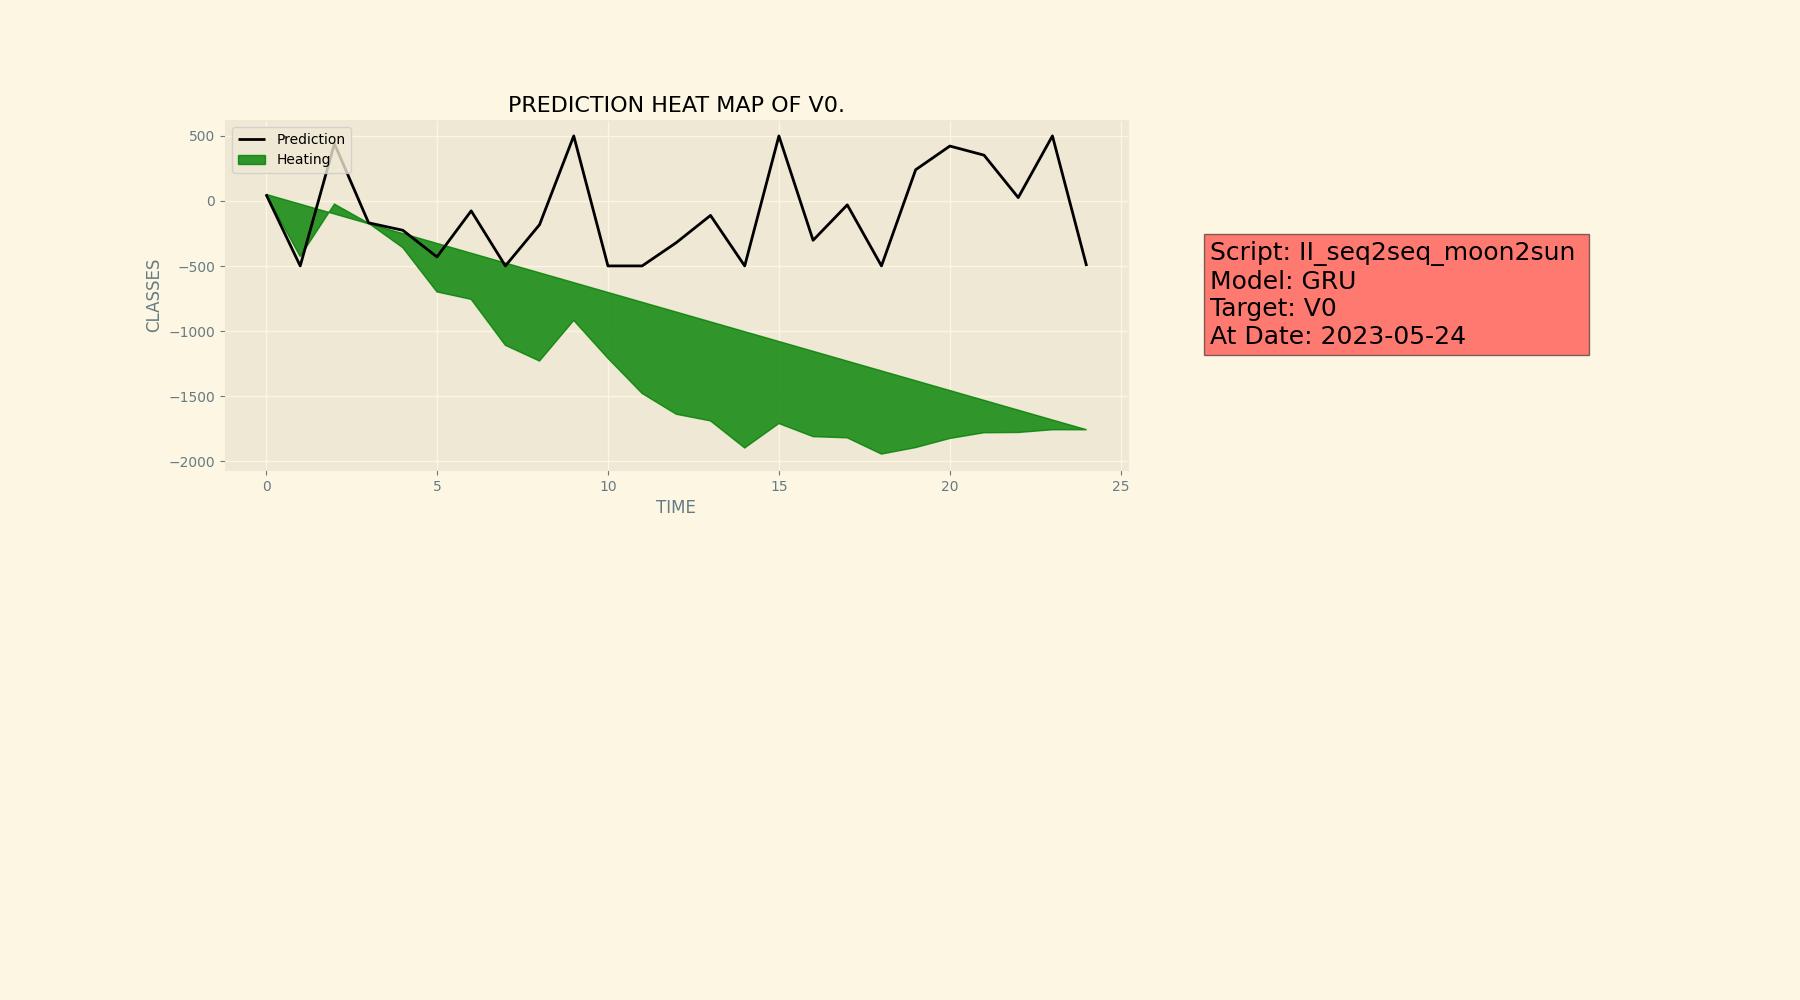 PREDICTION HEAT MAP OF V0.
Prediction
Heating
500
0
−500
−1000
−1500
−2000
CLASSES
0 5 10 15 20 25
TIME
Script: II_seq2seq_moon2sun
Model: GRU
Target: V0
At Date: 2023-05-24